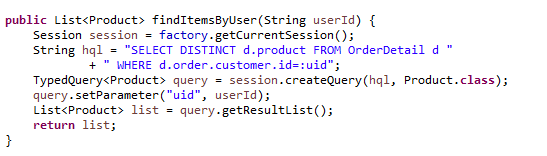 public List<Product> findItemsByUser(String userId) {
    Session session = factory.getCurrentSession();
    String hql = "SELECT DISTINCT d.product FROM OrderDetail d "
            + " WHERE d.order.customer.id=:uid";
    TypedQuery<Product> query = session.createQuery(hql, Product.class);
    query.setParameter("uid", userId);
    List<Product> list = query.getResultList();
    return list;
}